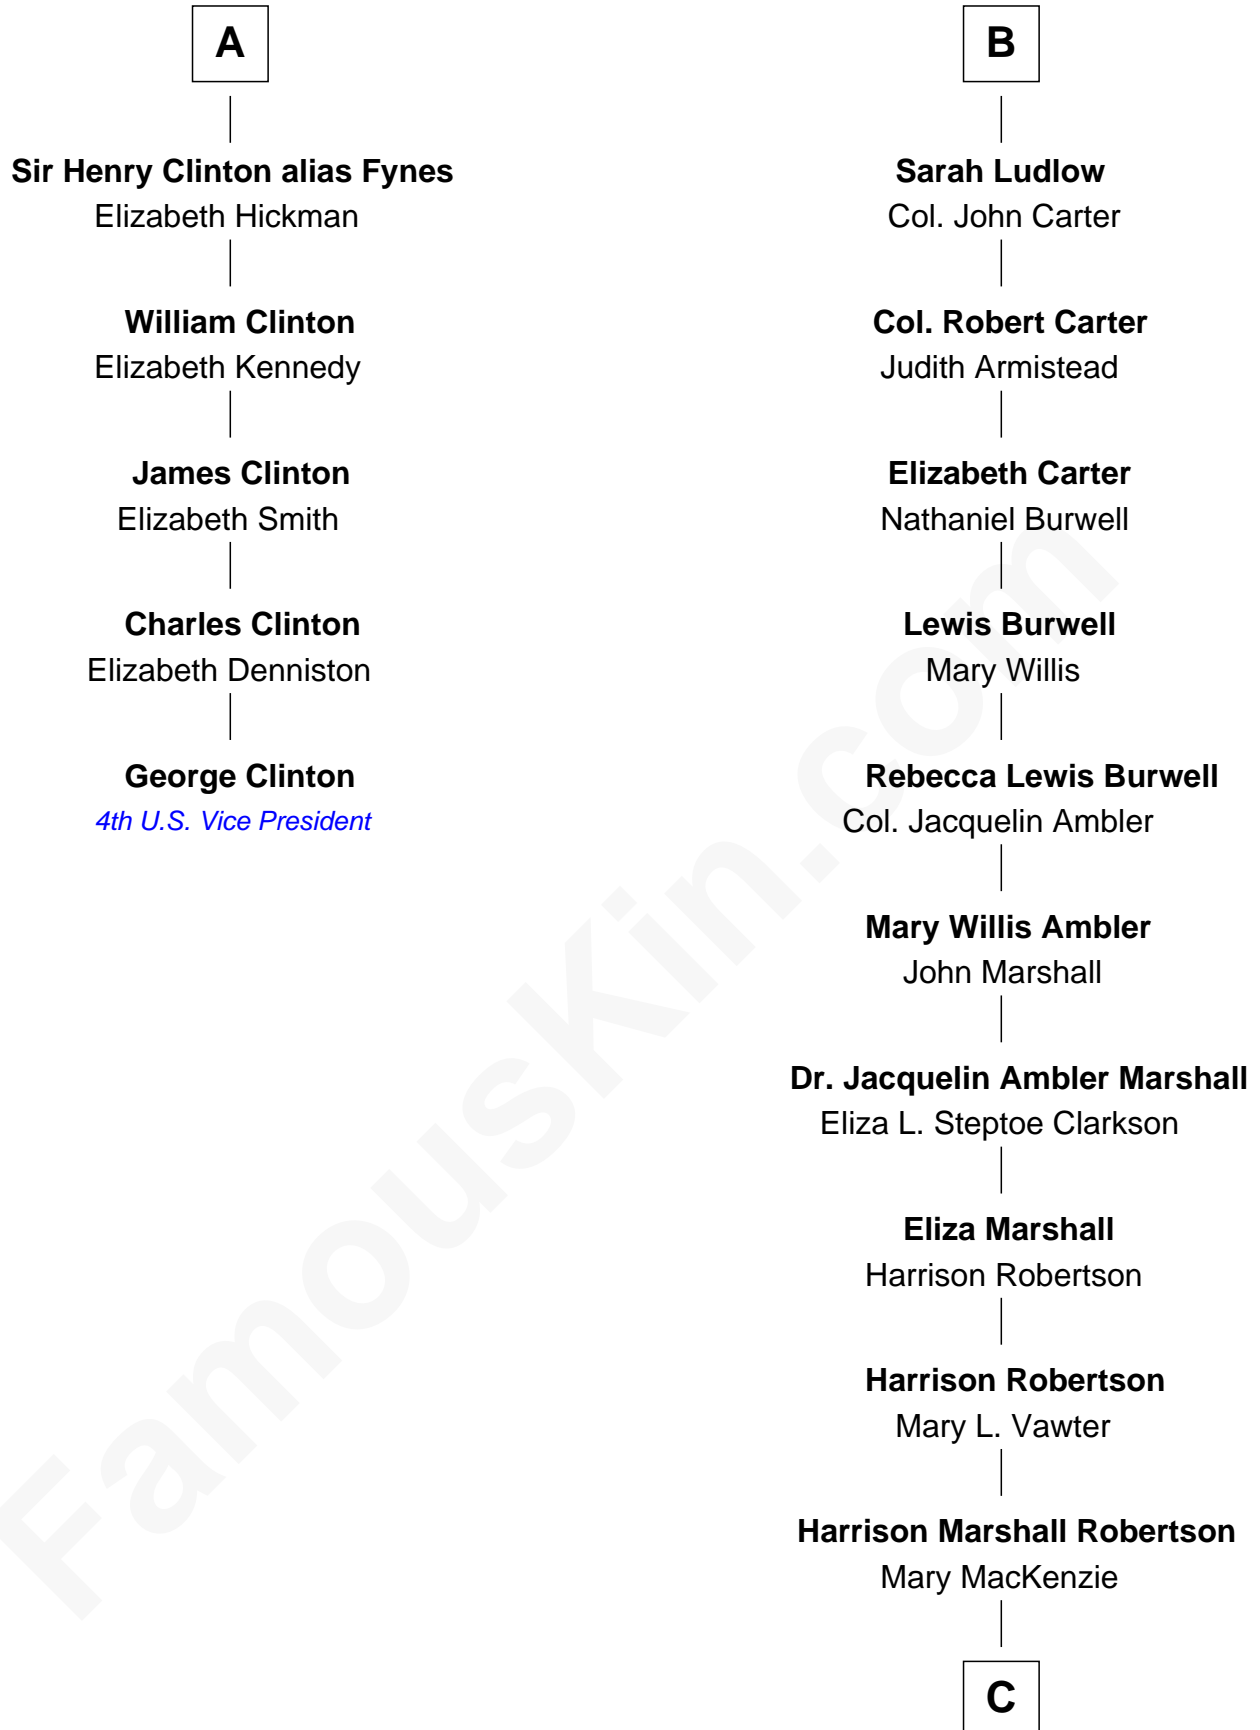 A
Sir Henry Clinton alias Fynes
Elizabeth Hickman
William Clinton
Elizabeth Kennedy
James Clinton
Elizabeth Smith
Charles Clinton
Elizabeth Denniston
George Clinton
4th U.S. Vice President
B
Sarah Ludlow
Col. John Carter
Col. Robert Carter
Judith Armistead
Elizabeth Carter
Nathaniel Burwell
Lewis Burwell
Mary Willis
Rebecca Lewis Burwell
Col. Jacquelin Ambler
Mary Willis Ambler
John Marshall
Dr. Jacquelin Ambler Marshall
Eliza L. Steptoe Clarkson
Eliza Marshall
Harrison Robertson
Harrison Robertson
Mary L. Vawter
Harrison Marshall Robertson
Mary MacKenzie
C
FamousKin.com